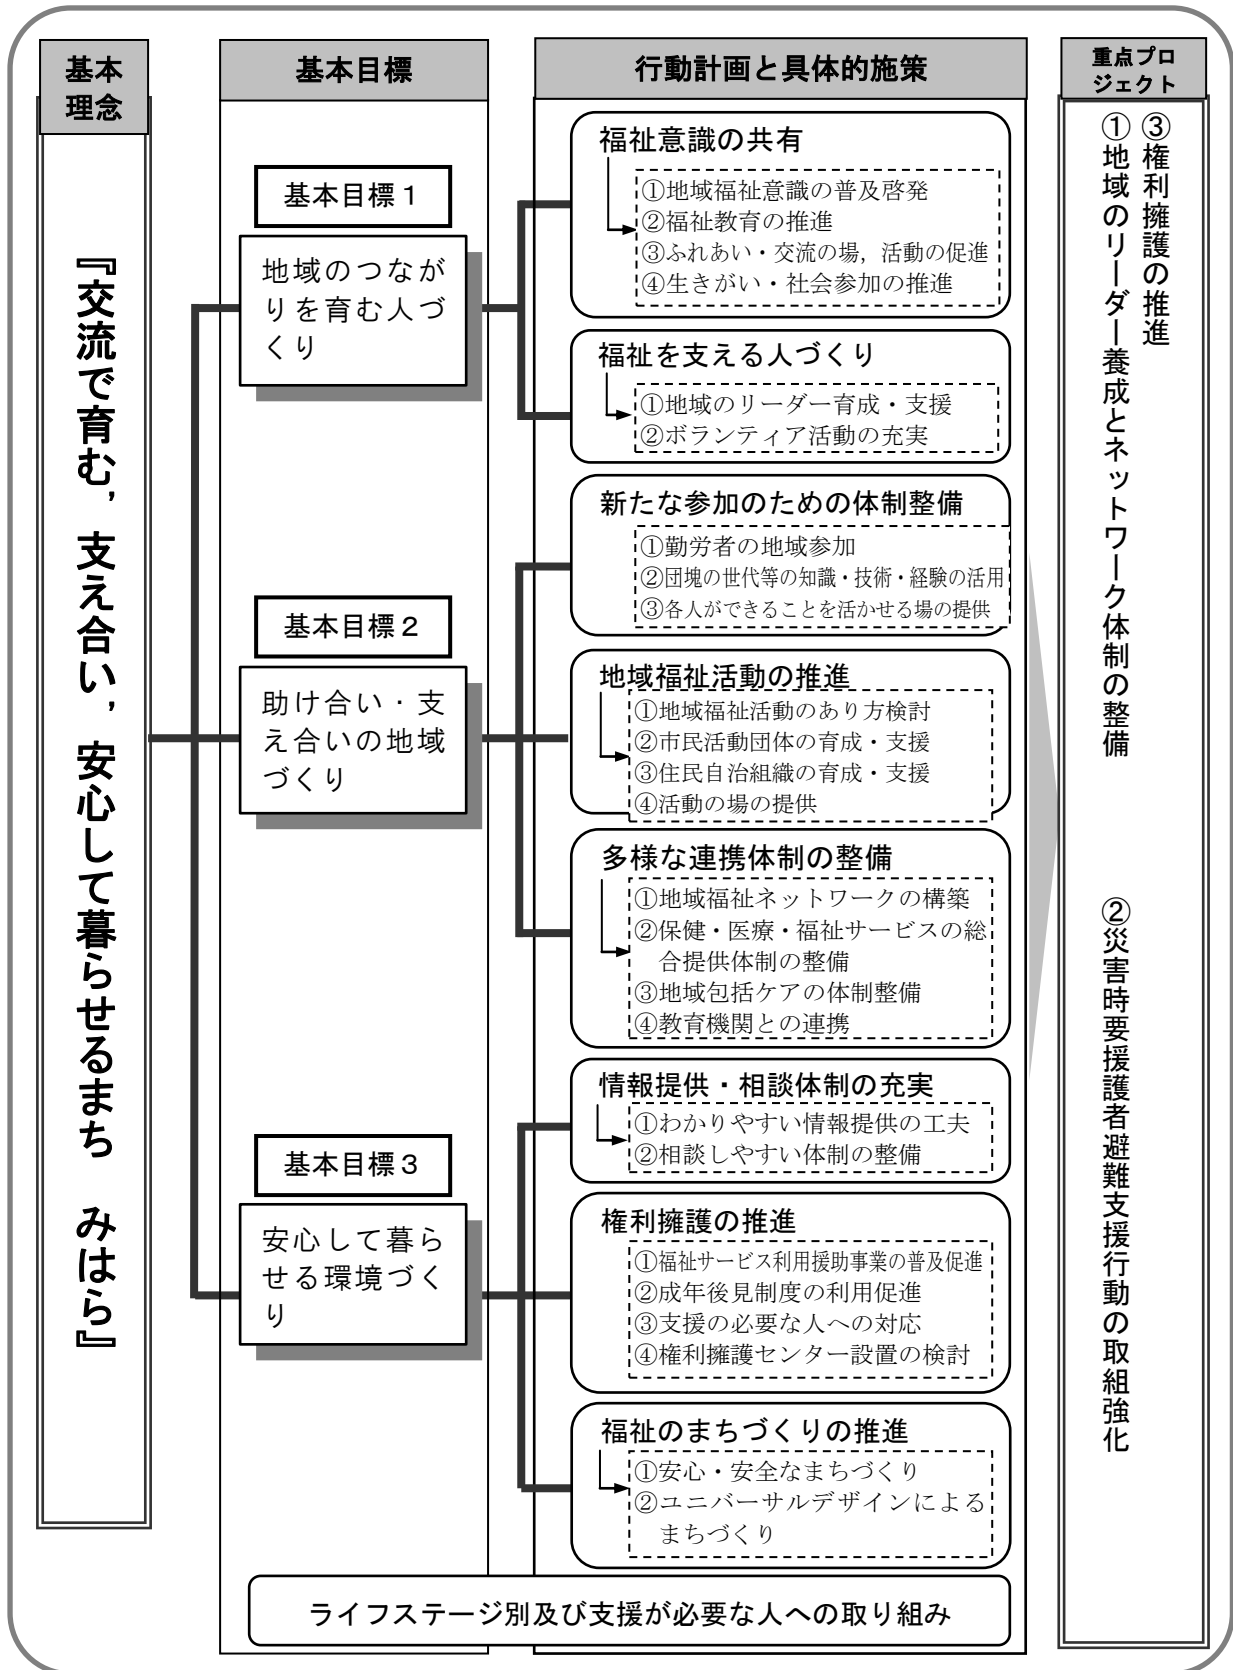 基本
理念
『交流で育む，支え合い，安心して暮らせるまち　みはら』
基本目標
基本目標１
地域のつなが
りを育む人づ
くり
基本目標２
助け合い・支
え合いの地域
づくり
基本目標３
安心して暮ら
せる環境づく
り
行動計画と具体的施策
福祉意識の共有
①地域福祉意識の普及啓発
②福祉教育の推進
③ふれあい・交流の場，活動の促進
④生きがい・社会参加の推進
福祉を支える人づくり
①地域のリーダー育成・支援
②ボランティア活動の充実
新たな参加のための体制整備
①勤労者の地域参加
②団塊の世代等の知識・技術・経験の活用
③各人ができることを活かせる場の提供
地域福祉活動の推進
①地域福祉活動のあり方検討
②市民活動団体の育成・支援
③住民自治組織の育成・支援
④活動の場の提供
多様な連携体制の整備
①地域福祉ネットワークの構築
②保健・医療・福祉サービスの総
合提供体制の整備
③地域包括ケアの体制整備
④教育機関との連携
情報提供・相談体制の充実
①わかりやすい情報提供の工夫
②相談しやすい体制の整備
権利擁護の推進
①福祉サービス利用援助事業の普及促進
②成年後見制度の利用促進
③支援の必要な人への対応
④権利擁護センター設置の検討
福祉のまちづくりの推進
①安心・安全なまちづくり
②ユニバーサルデザインによる
まちづくり
ライフステージ別及び支援が必要な人への取り組み
重点プロ
ジェクト
①地域のリーダー養成とネットワーク体制の整備
②災害時要援護者避難支援行動の取組強化
③権利擁護の推進